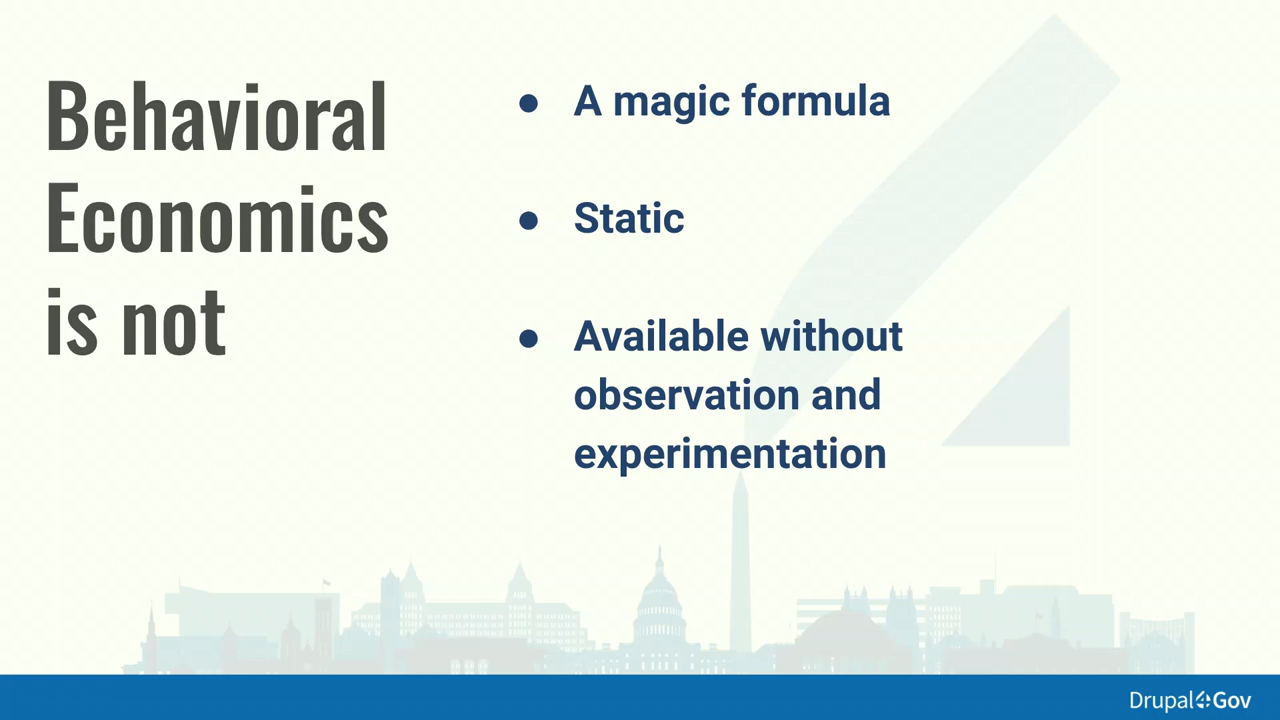 Behavioral
Economics
is not
● A magic formula
● Static
● Available without
observation and
experimentation
Drupal4Gov